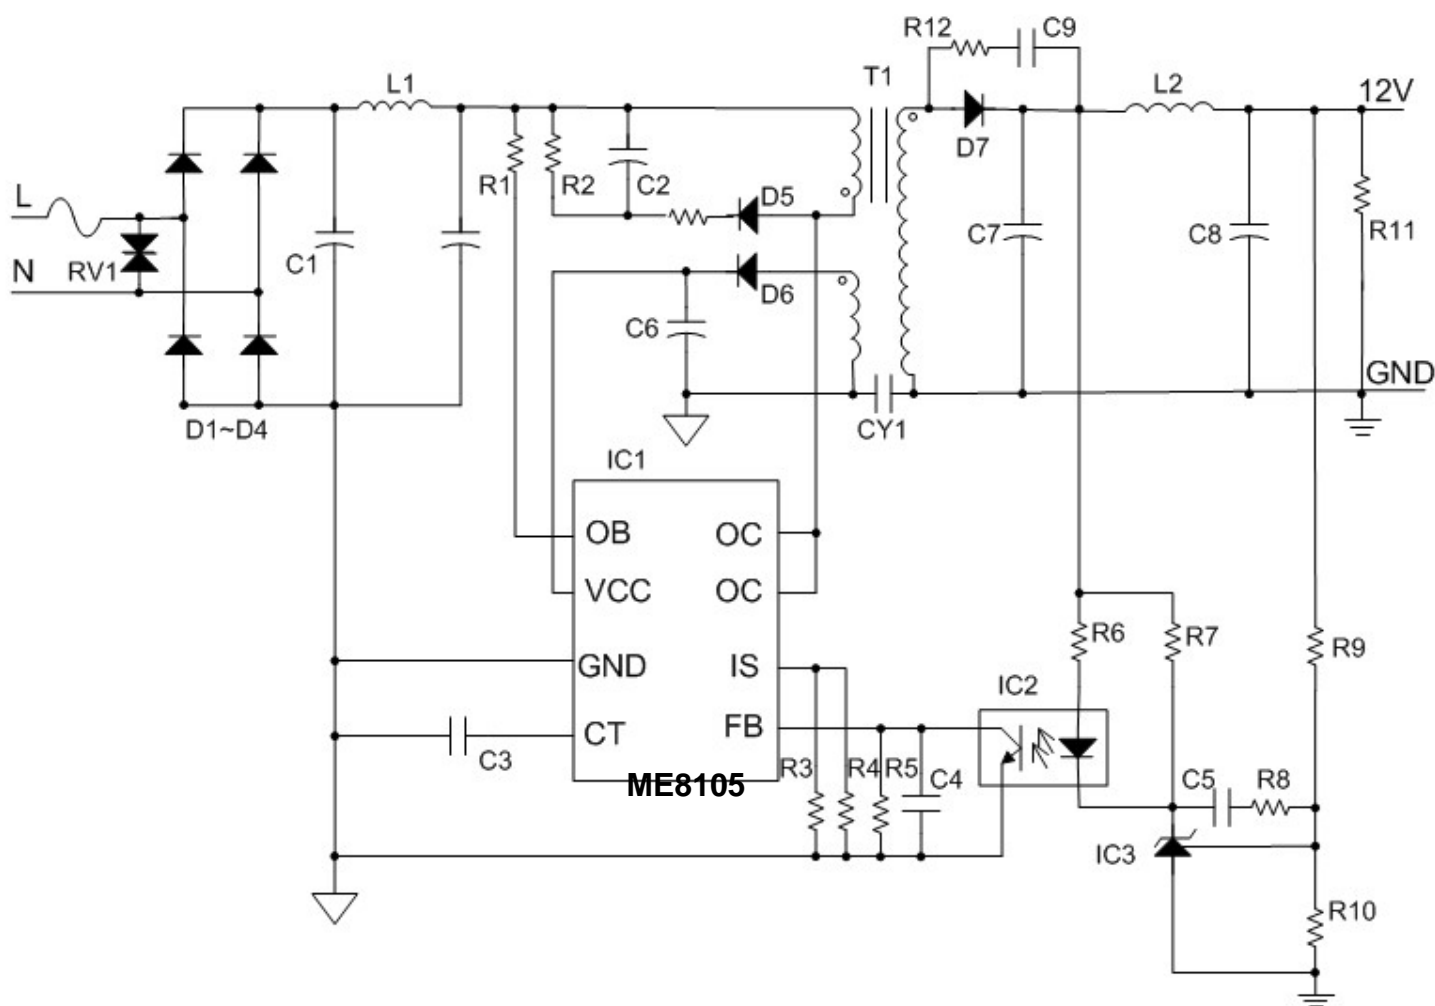 R12
C9
T1
L1
L2
12V
D7
R1
R2
C2
D5
L
RV1
N
C1
C7
C8
R11
D6
C6
GND
D1~D4
CY1
IC1
OB
OC
VCC
OC
GND
IS
CT
FB
ME8105
C3
R3
R4
R5
C4
IC2
R6
R7
R9
C5
R8
IC3
R10